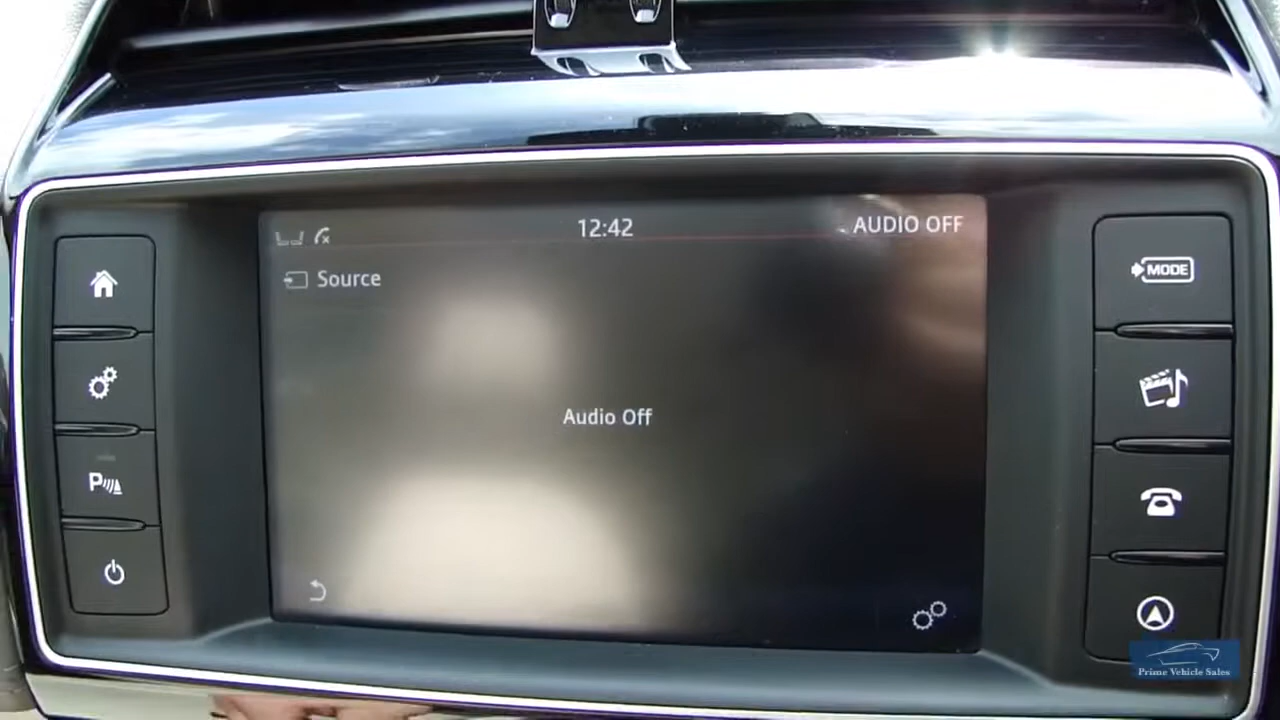 12:42
AUDIO OFF
Source
MODE
Audio Off
P
Prime Vehicle Sales